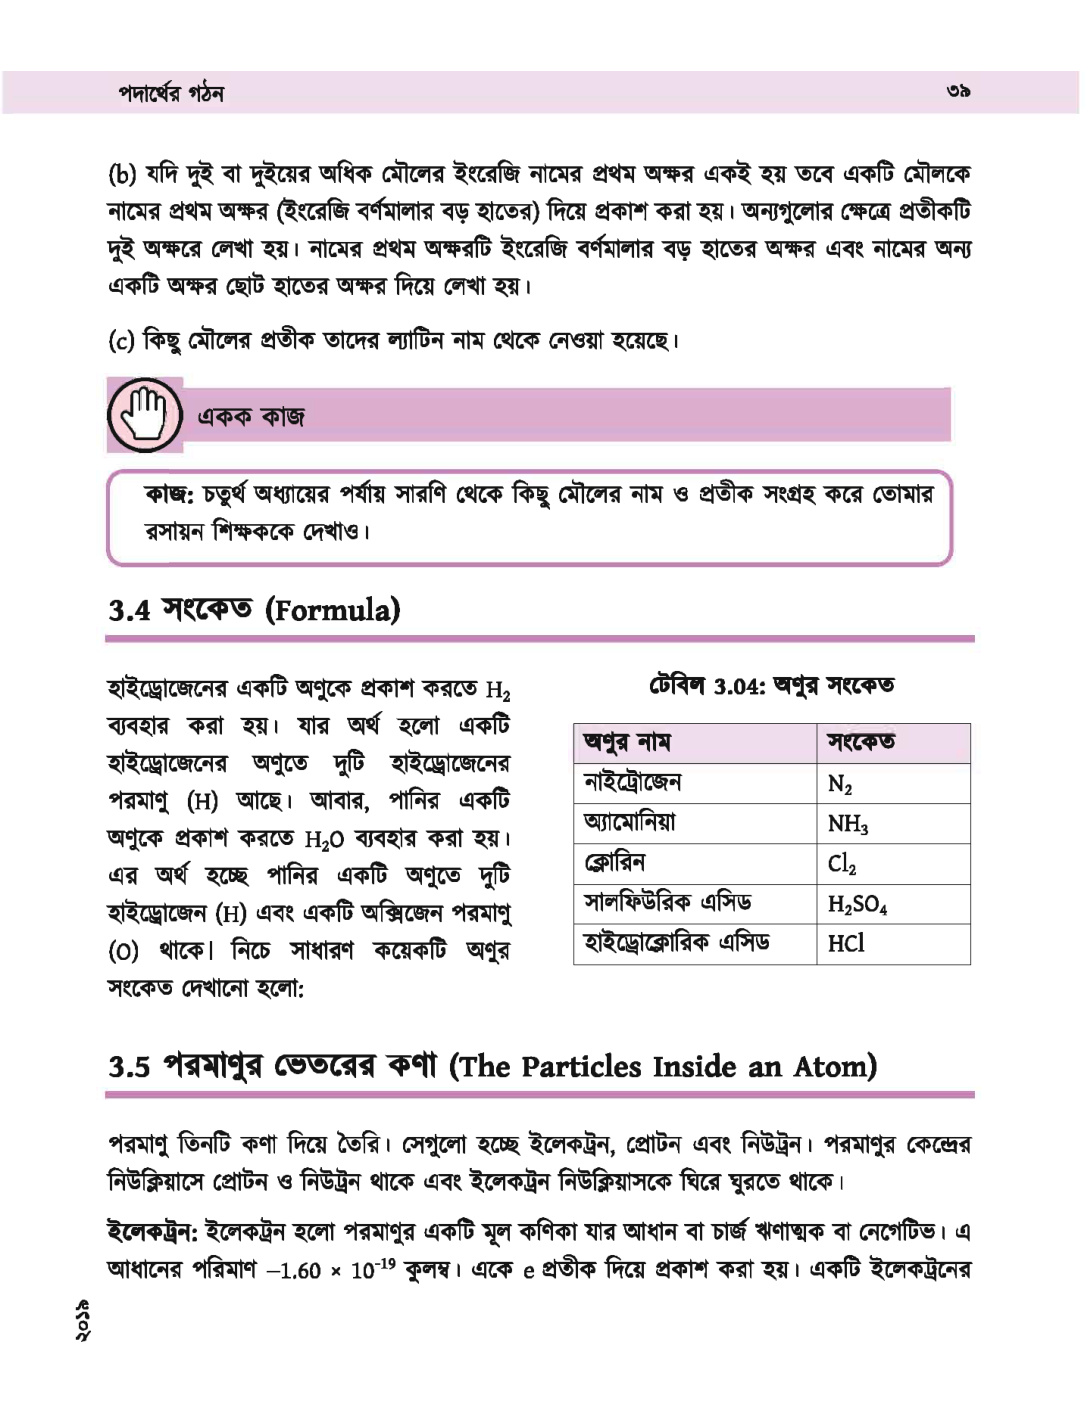 পদার্থের গঠন ৩৯
(b) যদি দুই বা দুইয়ের অধিক মৌলের ইংরেজি নামের প্রথম অক্ষর একই হয় তবে একটি মৌলকে
নামের প্রথম অক্ষর (ইংরেজি বর্ণমালার বড় হাতের) দিয়ে প্রকাশ করা হয়। অন্যগুলোর ক্ষেত্রে প্রতীকটি
দুই অক্ষরে লেখা হয়। নামের প্রথম অক্ষরটি ইংরেজি বর্ণমালার বড় হাতের অক্ষর এবং নামের অন্য
একটি অক্ষর ছোট হাতের অক্ষর দিয়ে লেখা হয়।
(c) কিছু মৌলের প্রতীক তাদের ল্যাটিন নাম থেকে নেওয়া হয়েছে।
একক কাজ
কাজ: চতুর্থ অধ্যায়ের পর্যায় সারণি থেকে কিছু মৌলের নাম ও প্রতীক সংগ্রহ করে তোমার
রসায়ন শিক্ষককে দেখাও।
3.4 সংকেত (Formula)
হাইড্রোজেনের একটি অণুকে প্রকাশ করতে H₂
ব্যবহার করা হয়। যার অর্থ হলো একটি
হাইড্রোজেনের অণুতে দুটি হাইড্রোজেনের
পরমাণু (H) আছে। আবার, পানির একটি
অণুকে প্রকাশ করতে H₂O ব্যবহার করা হয়।
এর অর্থ হচ্ছে পানির একটি অণুতে দুটি
হাইড্রোজেন (H) এবং একটি অক্সিজেন পরমাণু
(O) থাকে| নিচে সাধারণ কয়েকটি অণুর
সংকেত দেখানো হলো:
টেবিল 3.04: অণুর সংকেত
অণুর নাম সংকেত
নাইট্রোজেন N₂
অ্যামোনিয়া NH₃
ক্লোরিন Cl₂
সালফিউরিক এসিড H₂SO₄
হাইড্রোক্লোরিক এসিড HCl
3.5 পরমাণুর ভেতরের কণা (The Particles Inside an Atom)
পরমাণু তিনটি কণা দিয়ে তৈরি। সেগুলো হচ্ছে ইলেকট্রন, প্রোটন এবং নিউট্রন। পরমাণুর কেন্দ্রের
নিউক্লিয়াসে প্রোটন ও নিউট্রন থাকে এবং ইলেকট্রন নিউক্লিয়াসকে ঘিরে ঘুরতে থাকে।
ইলেকট্রন: ইলেকট্রন হলো পরমাণুর একটি মূল কণিকা যার আধান বা চার্জ ঋণাত্মক বা নেগেটিভ। এ
আধানের পরিমাণ –1.60 × 10⁻¹⁹ কুলম্ব। একে e প্রতীক দিয়ে প্রকাশ করা হয়। একটি ইলেকট্রনের
২০১৯